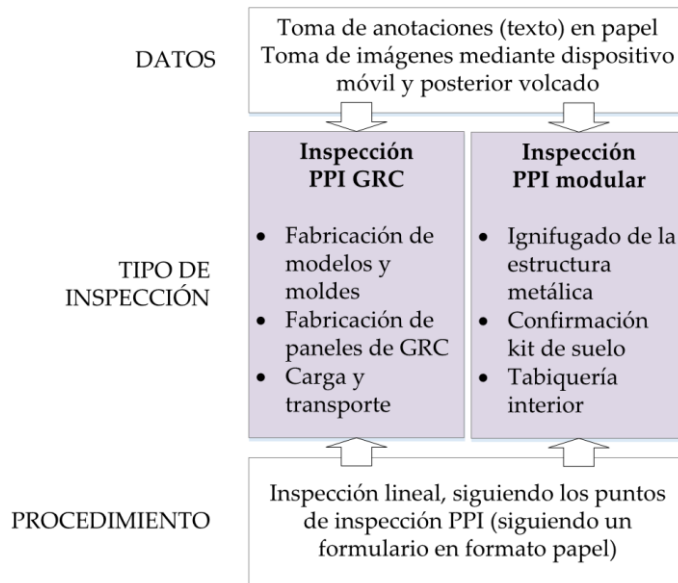 DATOS
Toma de anotaciones (texto) en papel
Toma de imágenes mediante dispositivo
móvil y posterior volcado
TIPO DE
INSPECCIÓN
Inspección
PPI GRC
• Fabricación de
modelos y
moldes
• Fabricación de
paneles de GRC
• Carga y
transporte
Inspección
PPI modular
• Ignifugado de la
estructura
metálica
• Confirmación
kit de suelo
• Tabiquería
interior
PROCEDIMIENTO
Inspección lineal, siguiendo los puntos
de inspección PPI (siguiendo un
formulario en formato papel)